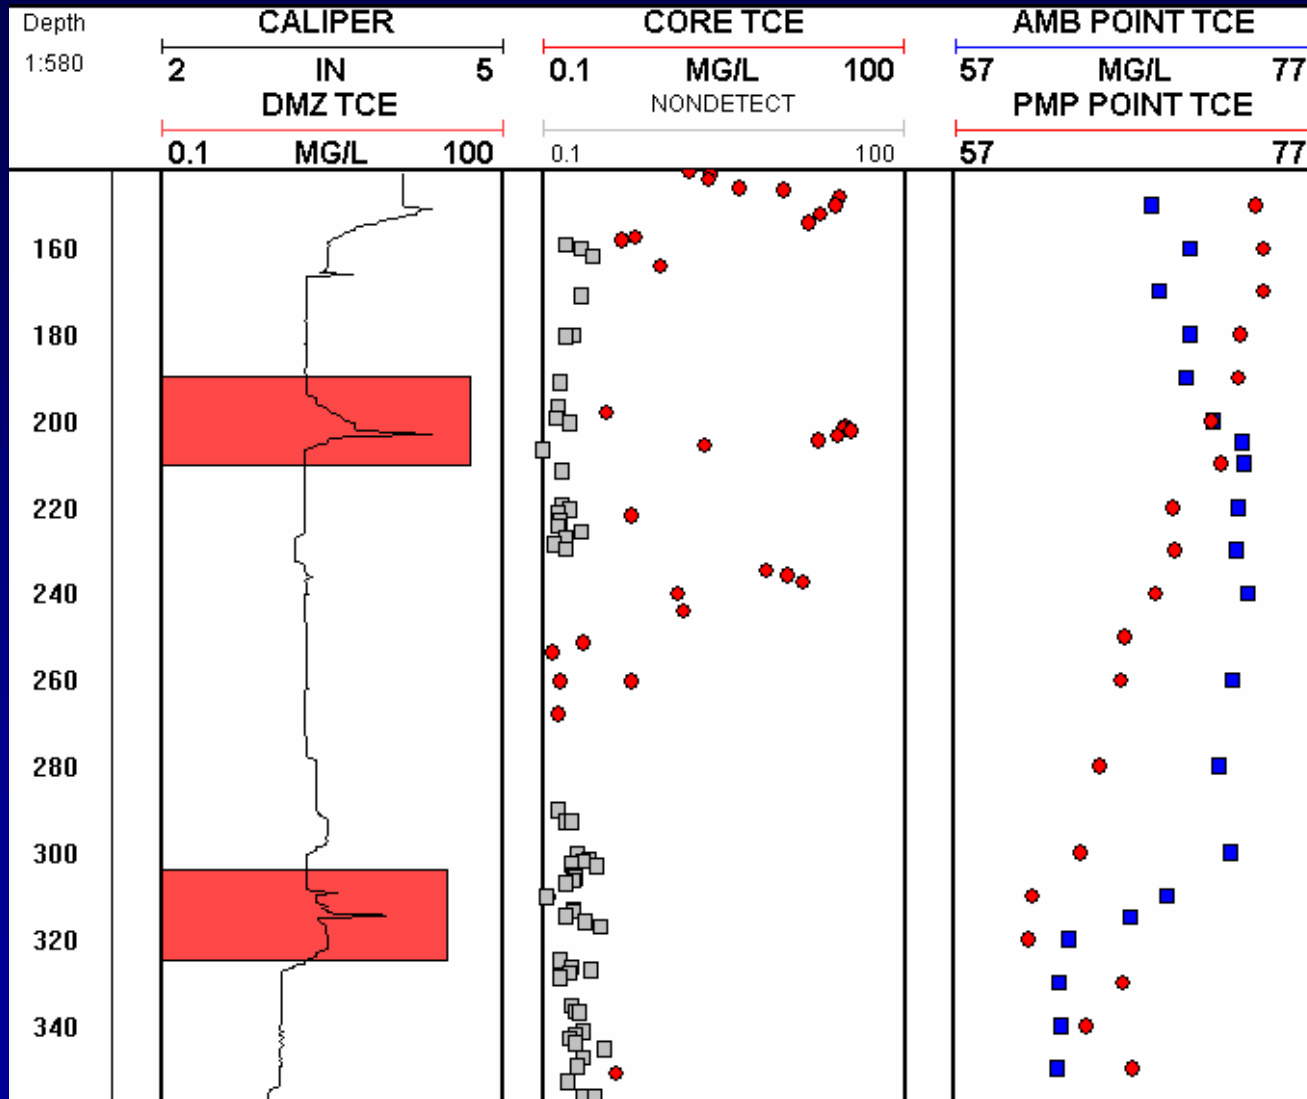 Depth
1:580
CALIPER
2 IN 5
DMZ TCE
0.1 MG/L 100
CORE TCE
0.1 MG/L 100
NONDETECT
0.1 100
AMB POINT TCE
57 MG/L 77
PMP POINT TCE
57 77
160
180
200
220
240
260
280
300
320
340